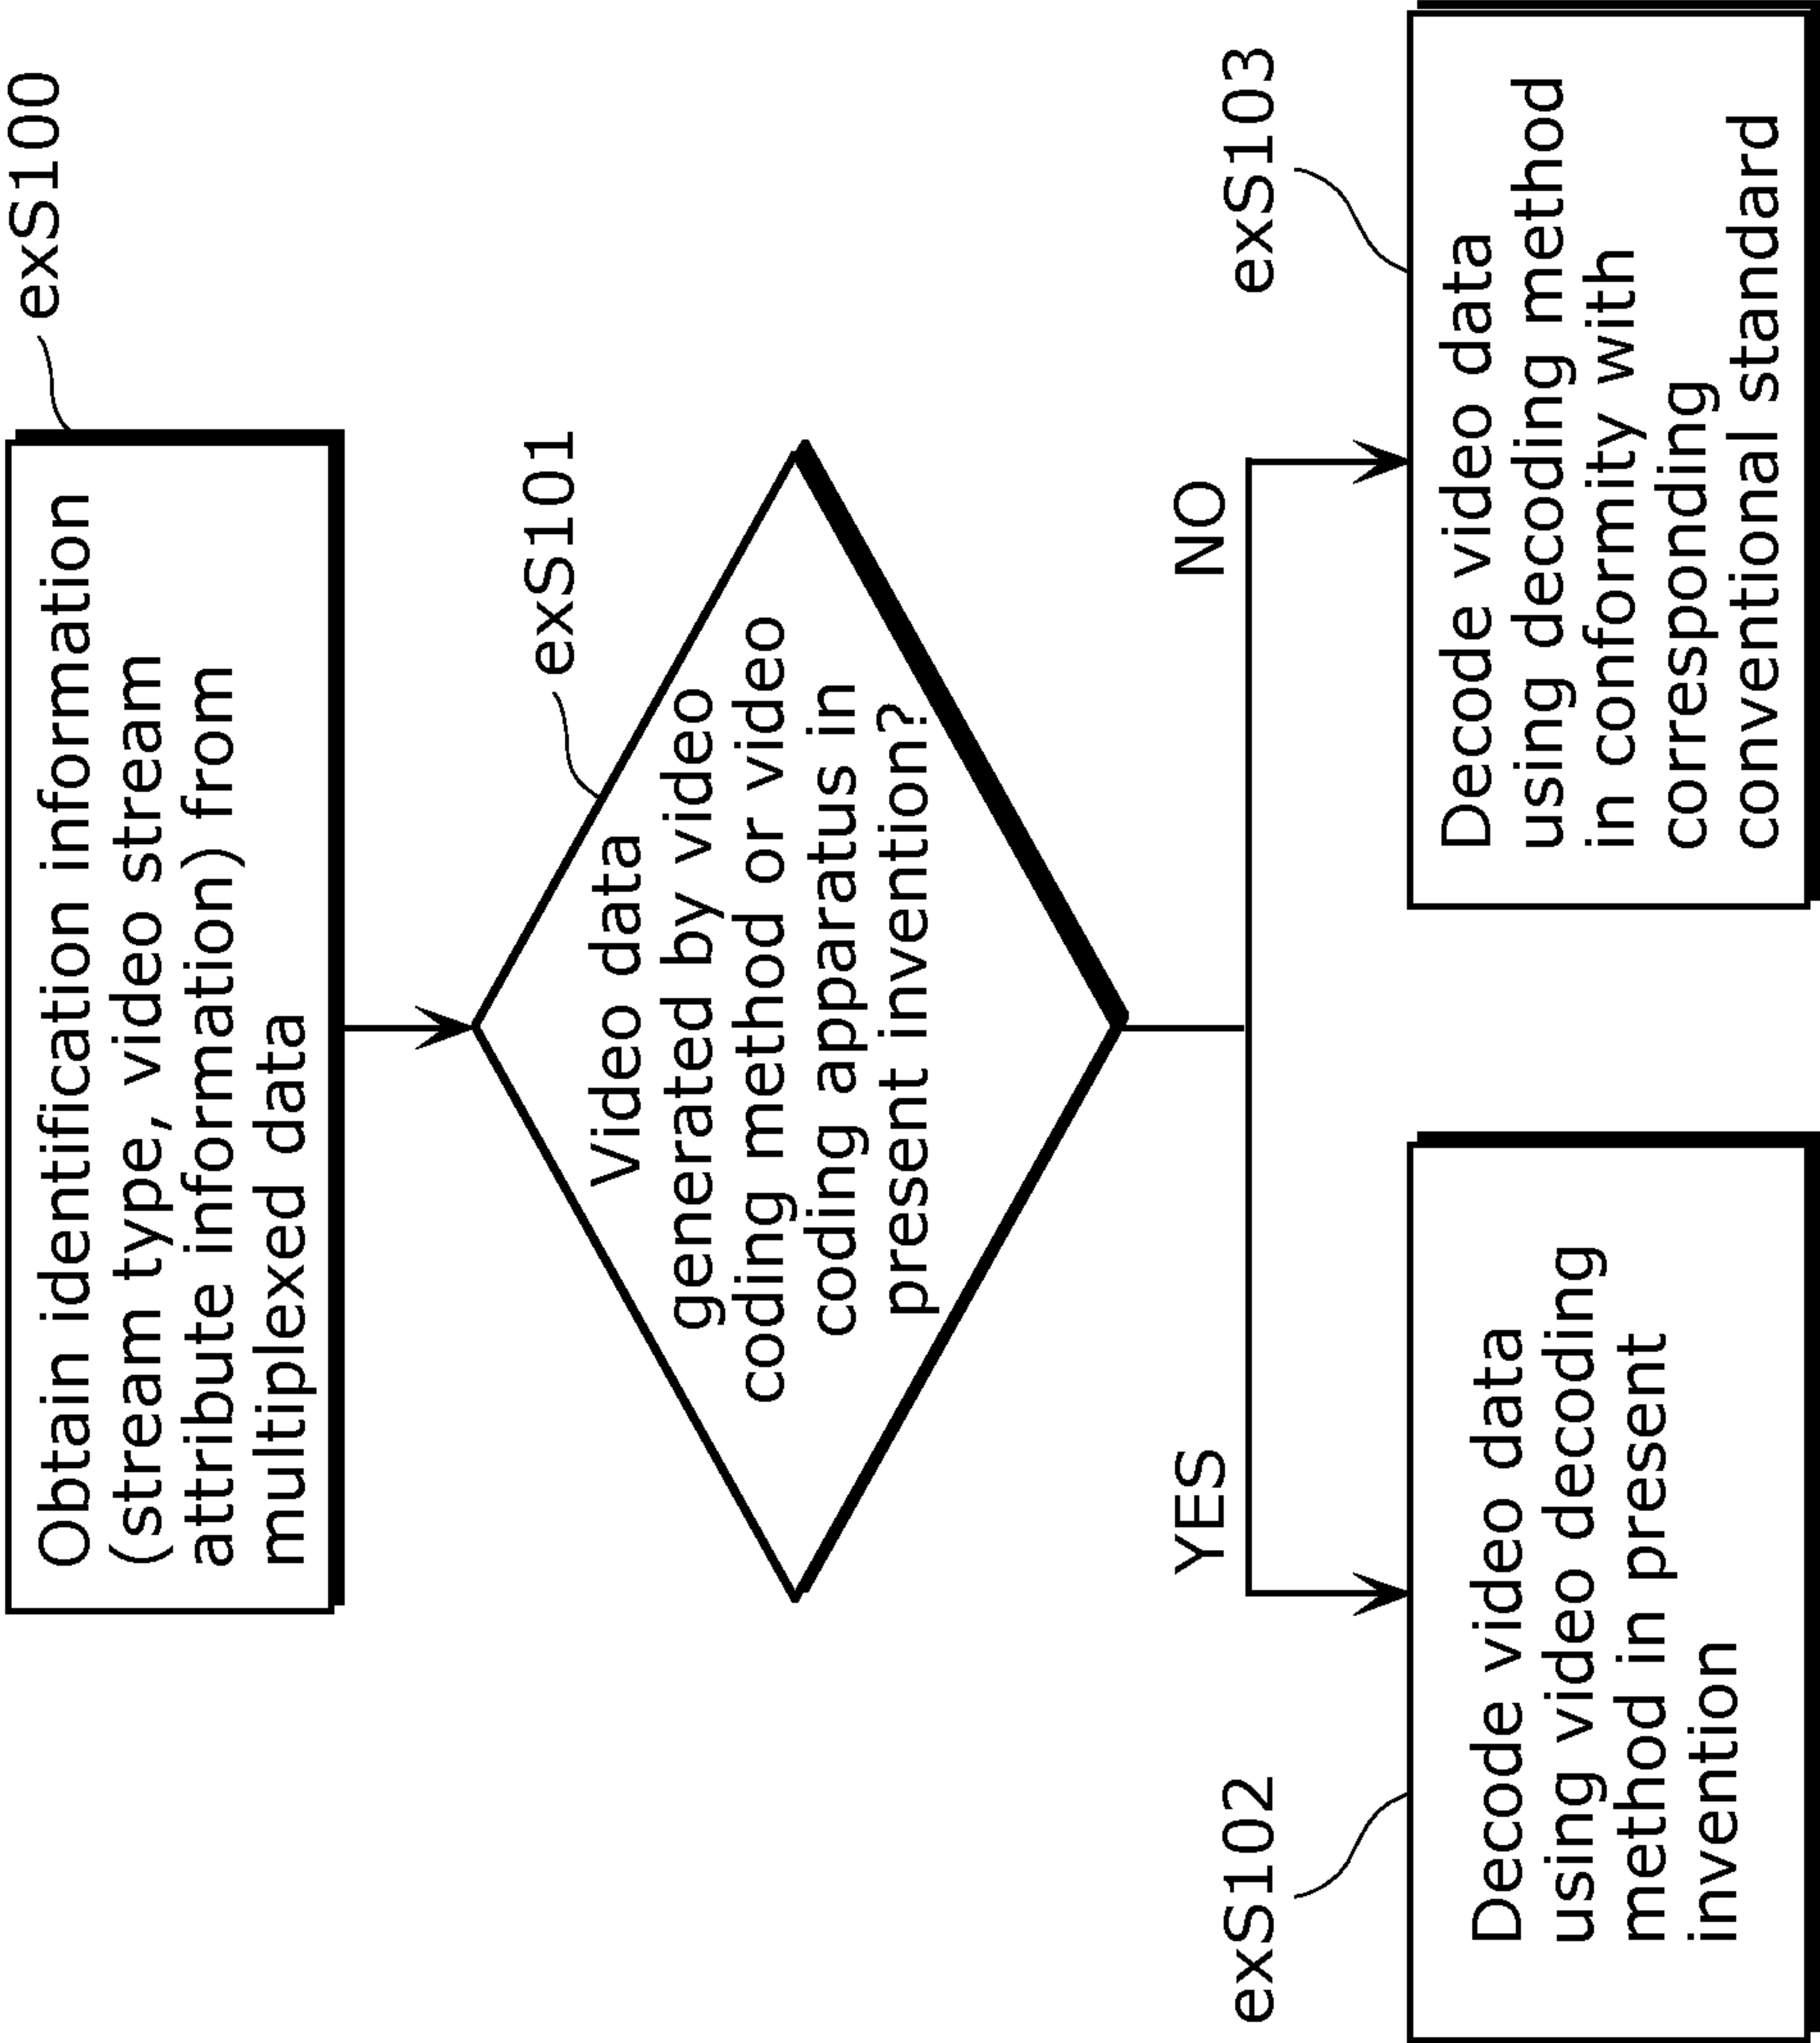 exS100
Obtain identification information
(stream type, video stream
attribute information) from
multiplexed data
exS101
Video data
generated by video
coding method or video
coding apparatus in
present invention?
YES
NO
exS102
Decode video data
using video decoding
method in present
invention
exS103
Decode video data
using decoding method
in conformity with
corresponding
conventional standard